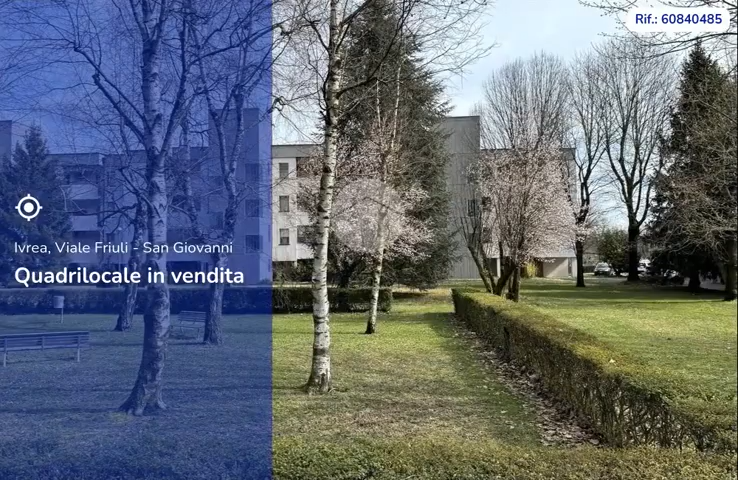 Rif.: 60840485
Ivrea, Viale Friuli - San Giovanni
Quadrilocale in vendita